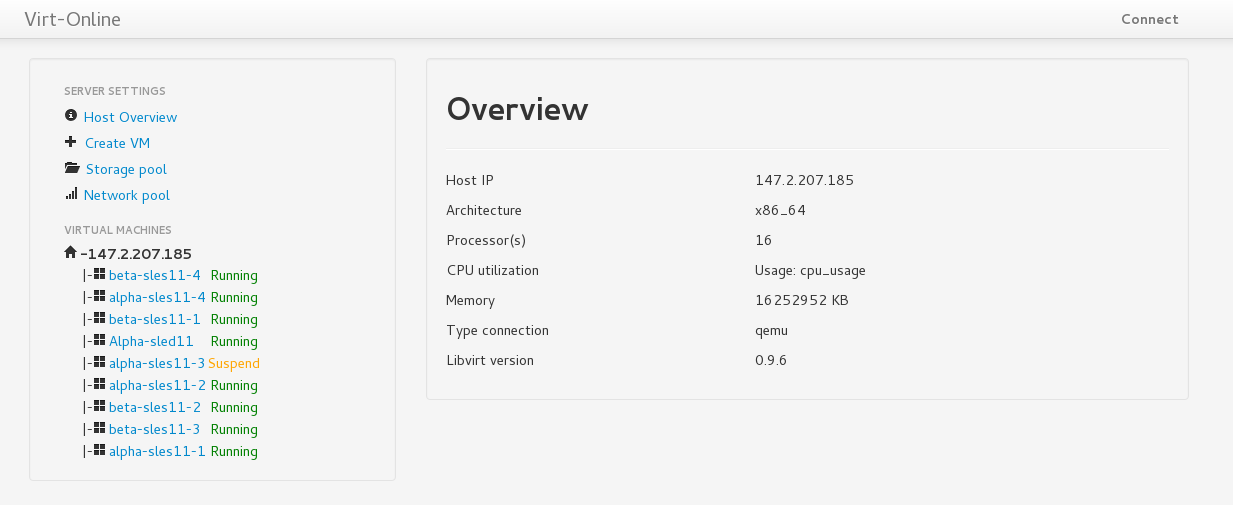 Virt-Online Connect
SERVER SETTINGS
Host Overview
Create VM
Storage pool
Network pool
VIRTUAL MACHINES
-147.2.207.185
|-beta-sles11-4 Running
|-alpha-sles11-4 Running
|-beta-sles11-1 Running
|-Alpha-sled11 Running
|-alpha-sles11-3 Suspend
|-alpha-sles11-2 Running
|-beta-sles11-2 Running
|-beta-sles11-3 Running
|-alpha-sles11-1 Running
Overview
Host IP 147.2.207.185
Architecture x86_64
Processor(s) 16
CPU utilization Usage: cpu_usage
Memory 16252952 KB
Type connection qemu
Libvirt version 0.9.6